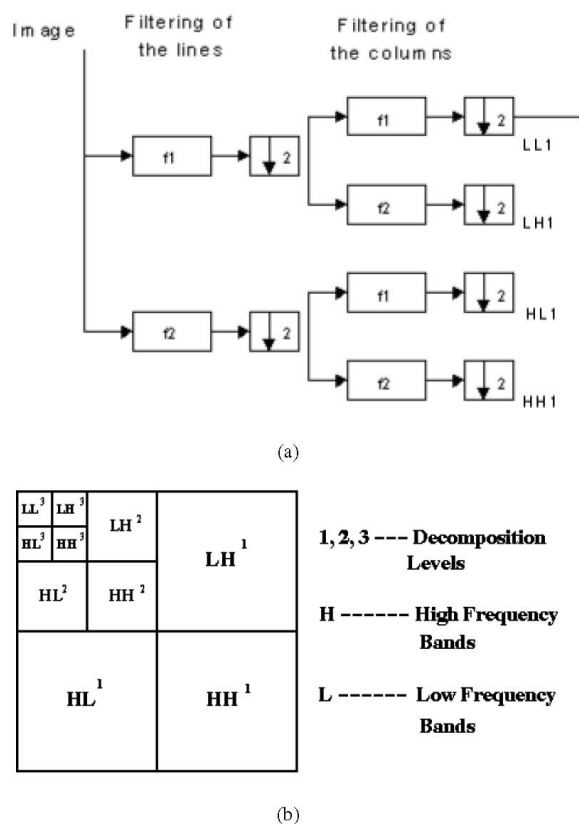 Image
Filtering of
the lines
Filtering of
the columns
f1
2
f1
2
LL1
f2
2
LH1
f2
2
f1
2
HL1
f2
2
HH1
(a)
LL³ LH³
HL³ HH³
LH²
HL² HH²
LH¹
HL¹ HH¹
1, 2, 3 --- Decomposition
Levels
H ------ High Frequency
Bands
L ------ Low Frequency
Bands
(b)